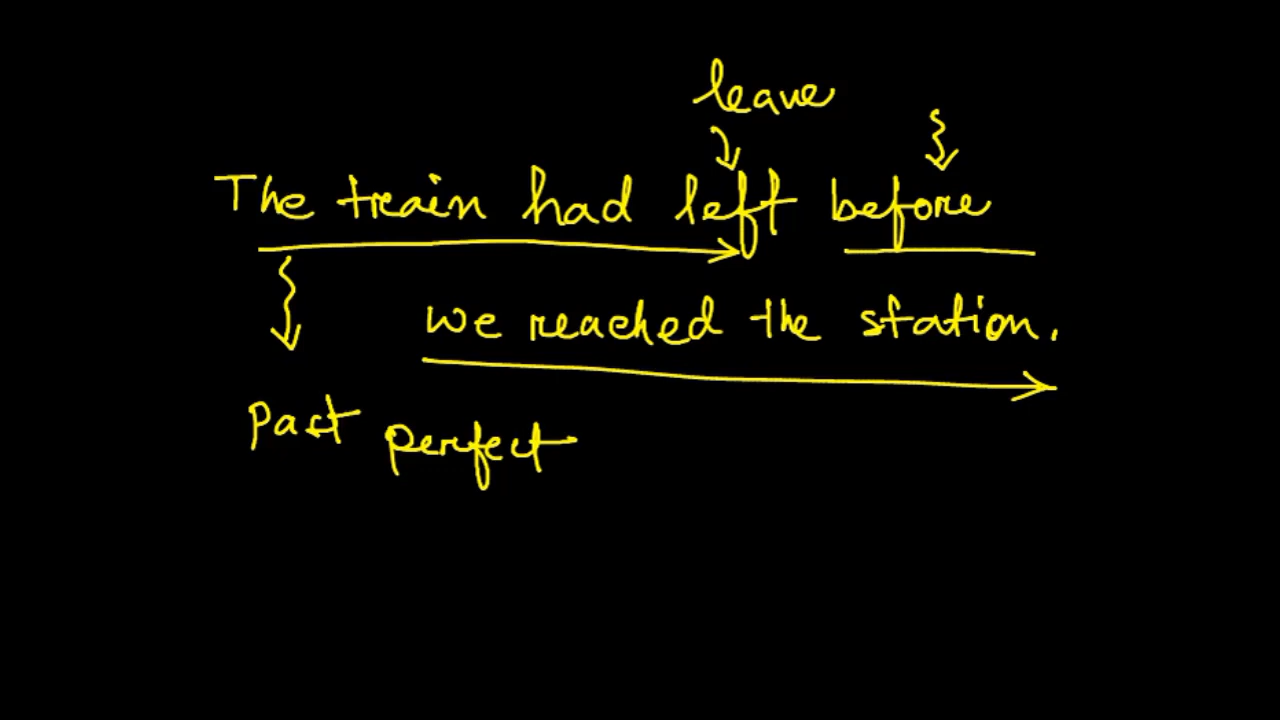 leave
The train had left before
we reached the station.
Past perfect